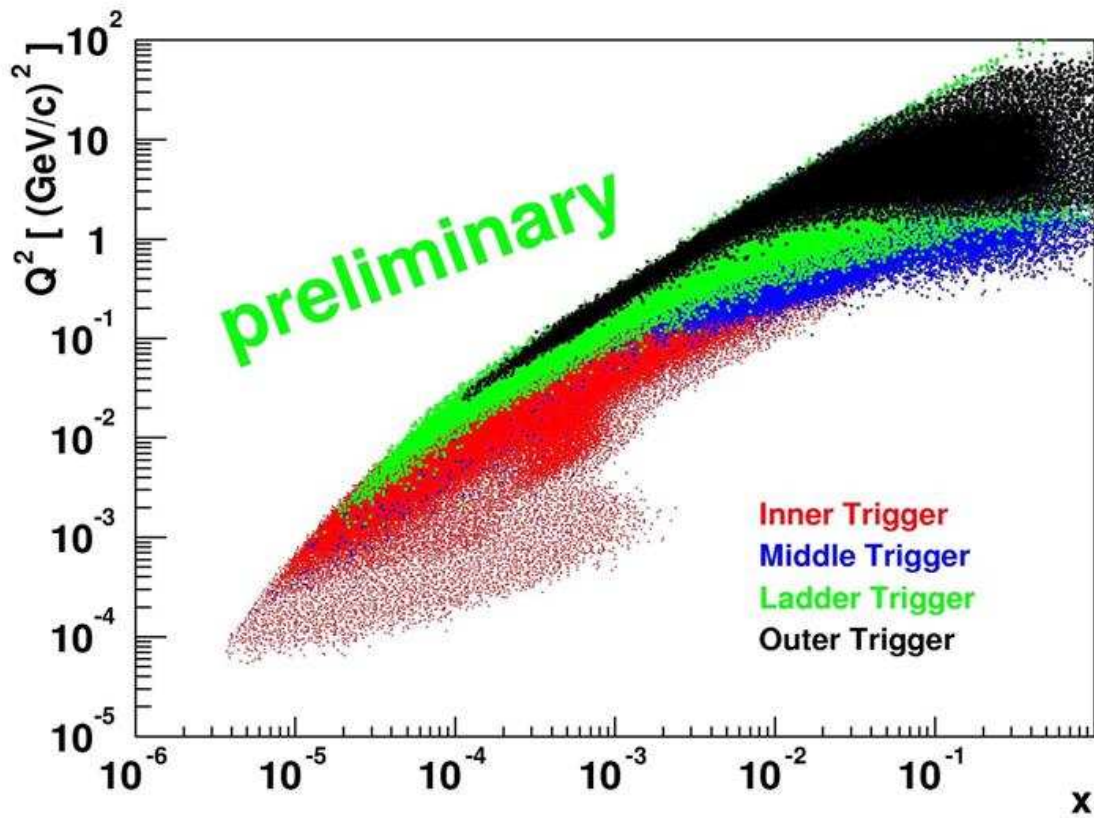 Q² [ (GeV/c)² ]
10²
10
1
10⁻¹
10⁻²
10⁻³
10⁻⁴
10⁻⁵
preliminary
Inner Trigger
Middle Trigger
Ladder Trigger
Outer Trigger
10⁻⁶ 10⁻⁵ 10⁻⁴ 10⁻³ 10⁻² 10⁻¹
x